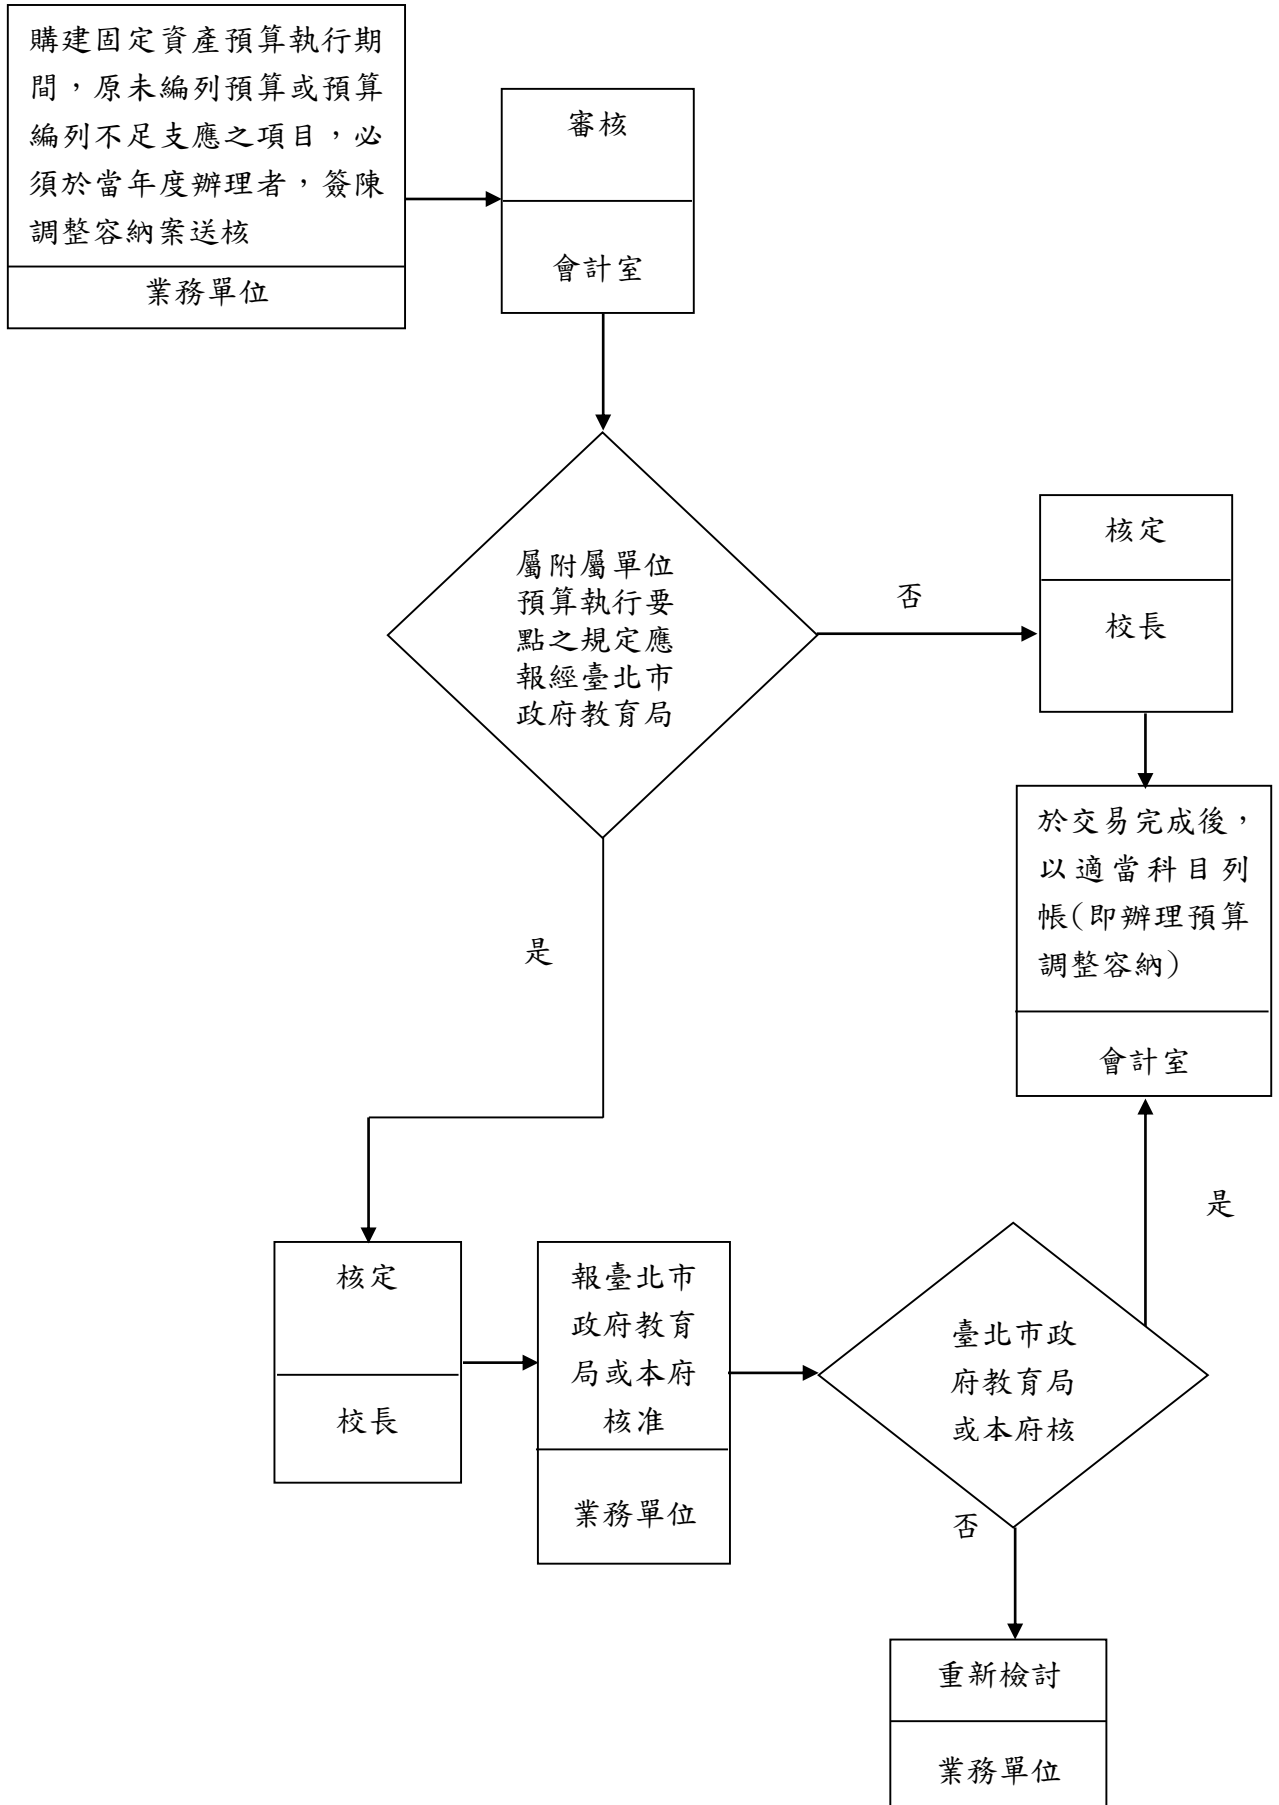 購建固定資產預算執行期
間，原未編列預算或預算
編列不足支應之項目，必
須於當年度辦理者，簽陳
調整容納案送核
業務單位
審核
會計室
屬附屬單位
預算執行要
點之規定應
報經臺北市
政府教育局
否
核定
校長
於交易完成後，
以適當科目列
帳(即辦理預算
調整容納)
會計室
是
是
核定
校長
報臺北市
政府教育
局或本府
核准
業務單位
臺北市政
府教育局
或本府核
否
重新檢討
業務單位